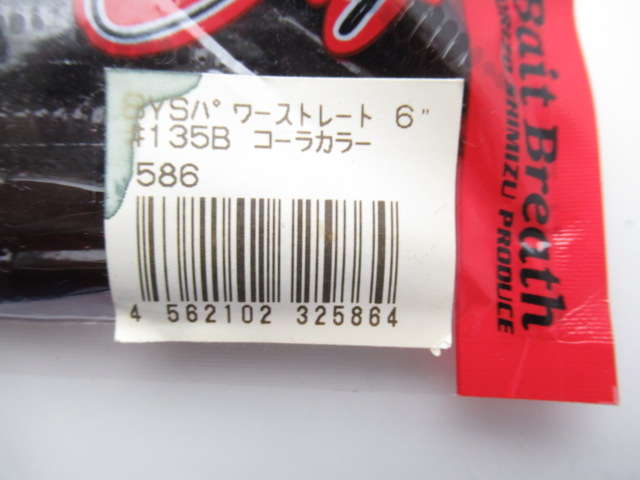 BYSパワーストレート 6"
#135B コーラカラー
586
4 562102 325864
Bait Breath
SHIMIZU PRODUCE